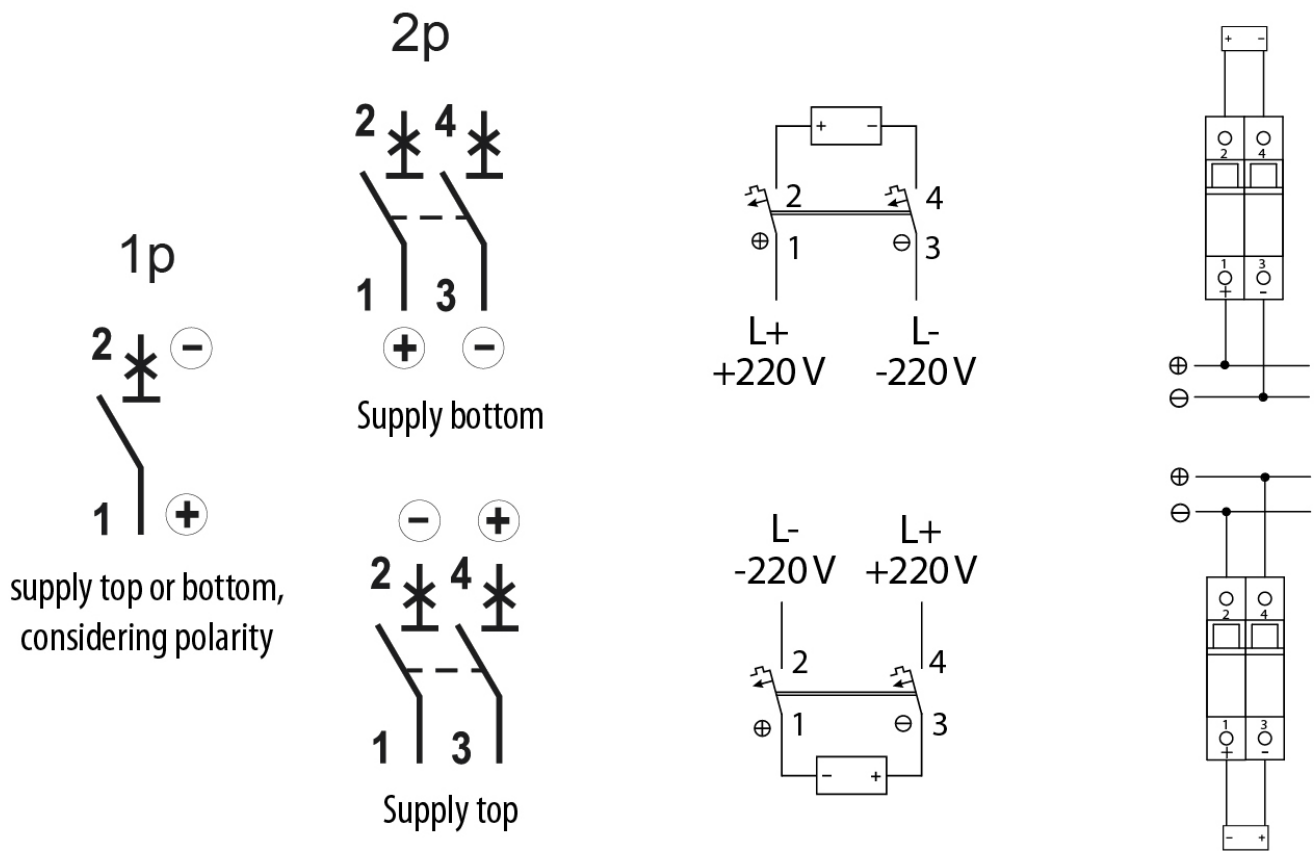 1p
2 -
1 +
supply top or bottom,
considering polarity
2p
2 4
1 3
+ -
Supply bottom
- +
2 4
1 3
Supply top
+ -
2 4
+ 1 - 3
L+ L-
+220 V -220 V
L- L+
-220 V +220 V
2 4
+ 1 - 3
- +
+ -
2 4
1 3
+ -
+
-
+
-
2 4
1 3
+ -
- +